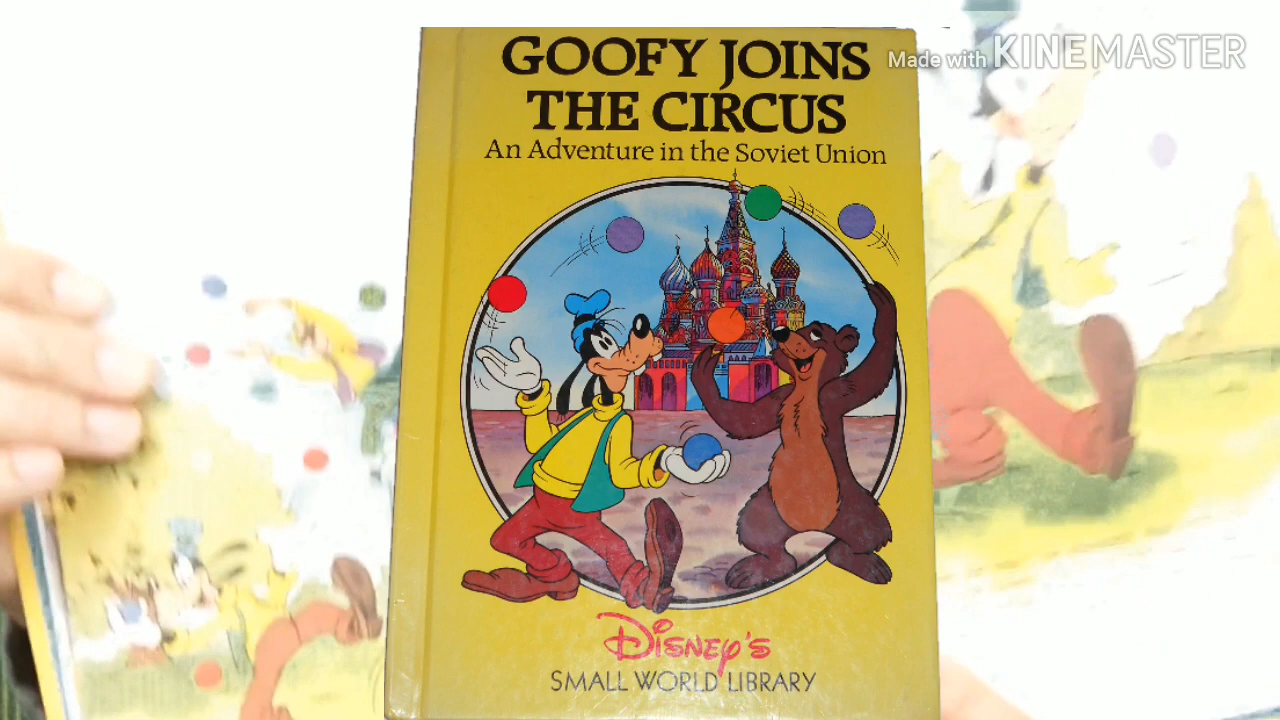 GOOFY JOINS
THE CIRCUS
An Adventure in the Soviet Union
Made with KINEMASTER
Disney's
SMALL WORLD LIBRARY